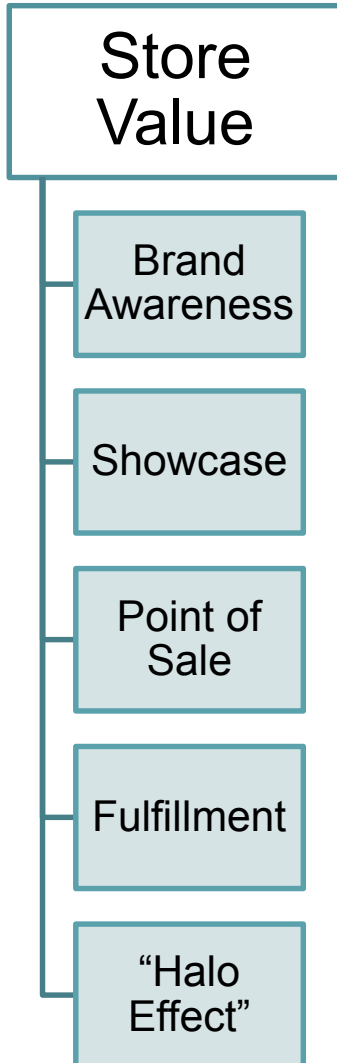 Store
Value
Brand
Awareness
Showcase
Point of
Sale
Fulfillment
“Halo
Effect”